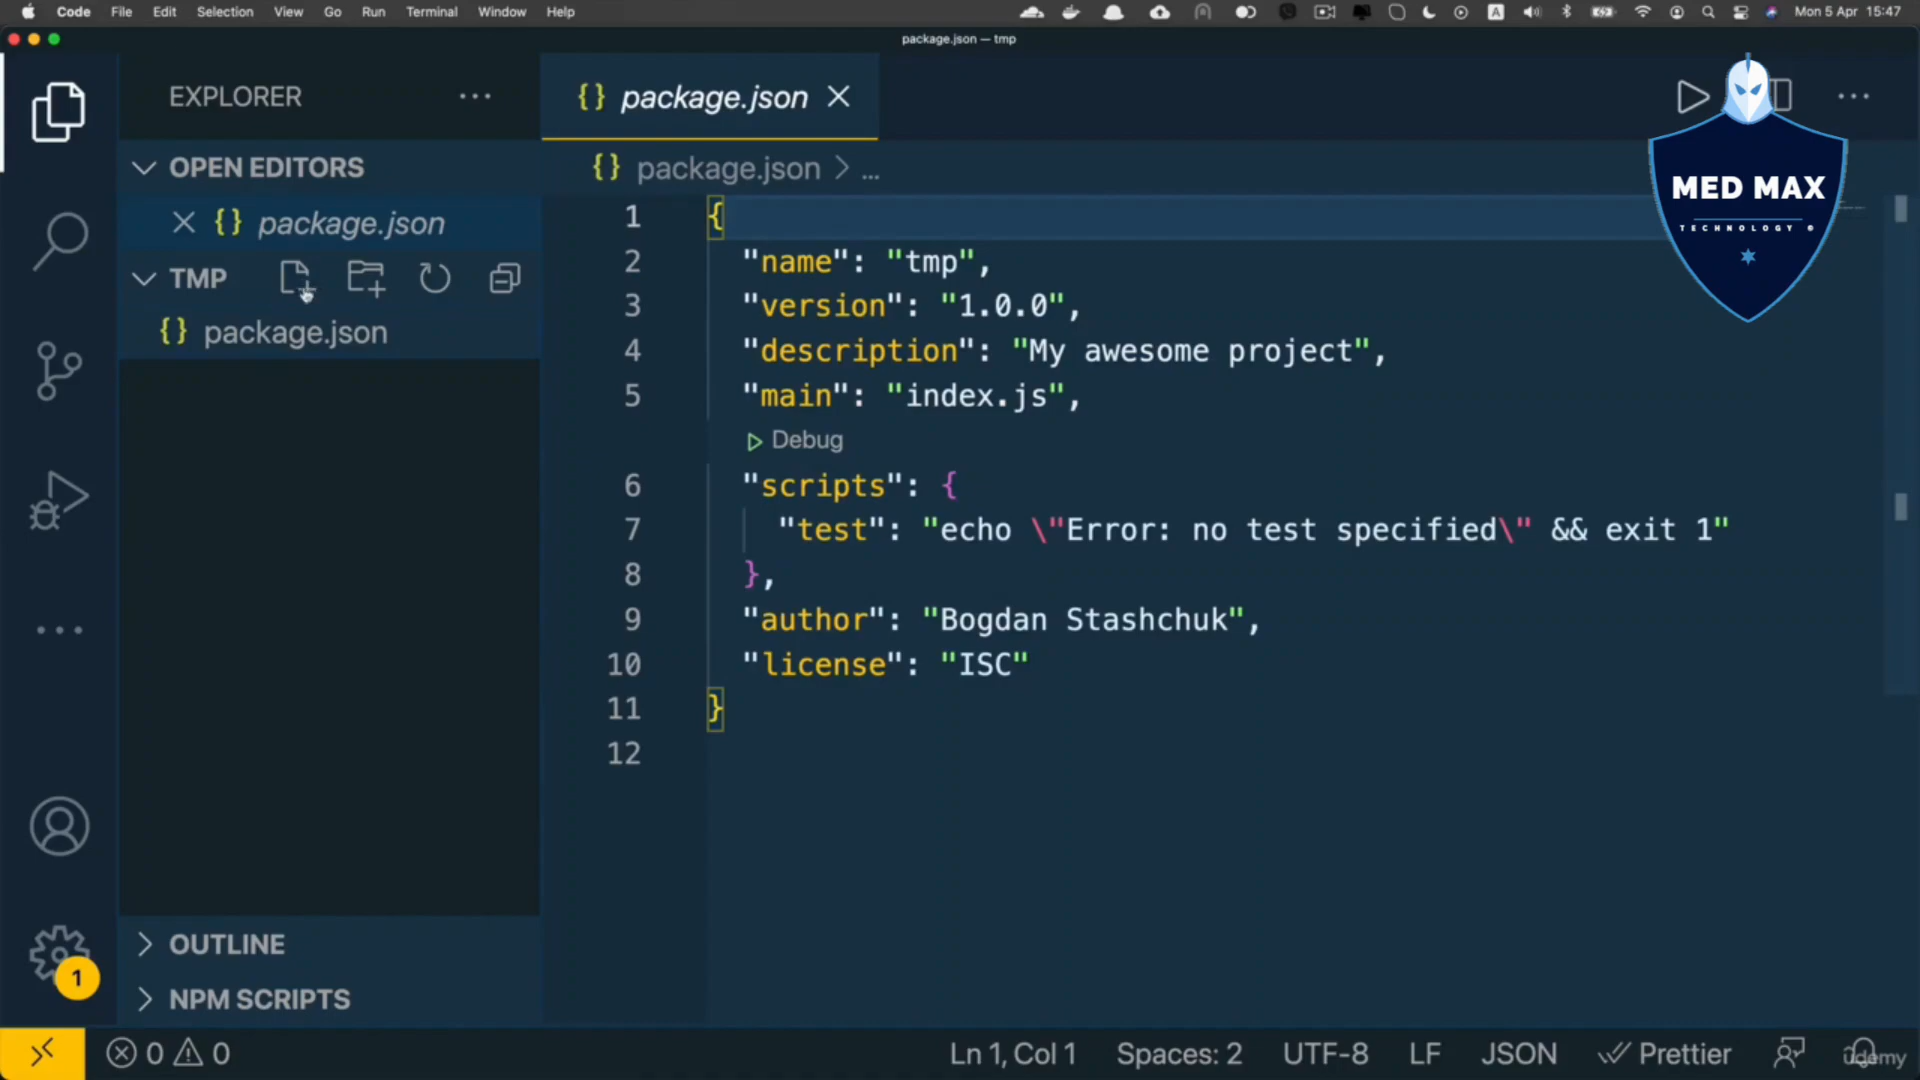 Code File Edit Selection View Go Run Terminal Window Help
A
Mon 5 Apr 15:47
package.json — tmp
EXPLORER
package.json
OPEN EDITORS
package.json
TMP
package.json
package.json > ...
1 {
2 "name": "tmp",
3 "version": "1.0.0",
4 "description": "My awesome project",
5 "main": "index.js",
Debug
6 "scripts": {
7 "test": "echo \"Error: no test specified\" && exit 1"
8 },
9 "author": "Bogdan Stashchuk",
10 "license": "ISC"
11 }
12
MED MAX
TECHNOLOGY ®
OUTLINE
1
NPM SCRIPTS
0 0
Ln 1, Col 1 Spaces: 2 UTF-8 LF JSON Prettier
udemy